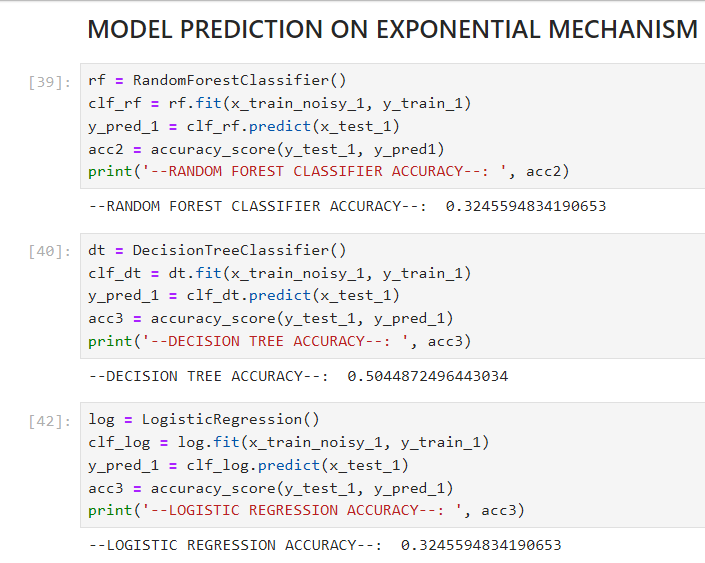 MODEL PREDICTION ON EXPONENTIAL MECHANISM
[39]: rf = RandomForestClassifier()
clf_rf = rf.fit(x_train_noisy_1, y_train_1)
y_pred_1 = clf_rf.predict(x_test_1)
acc2 = accuracy_score(y_test_1, y_pred1)
print('--RANDOM FOREST CLASSIFIER ACCURACY--: ', acc2)
--RANDOM FOREST CLASSIFIER ACCURACY--:  0.3245594834190653
[40]: dt = DecisionTreeClassifier()
clf_dt = dt.fit(x_train_noisy_1, y_train_1)
y_pred_1 = clf_dt.predict(x_test_1)
acc3 = accuracy_score(y_test_1, y_pred_1)
print('--DECISION TREE ACCURACY--: ', acc3)
--DECISION TREE ACCURACY--:  0.5044872496443034
[42]: log = LogisticRegression()
clf_log = log.fit(x_train_noisy_1, y_train_1)
y_pred_1 = clf_log.predict(x_test_1)
acc3 = accuracy_score(y_test_1, y_pred_1)
print('--LOGISTIC REGRESSION ACCURACY--: ', acc3)
--LOGISTIC REGRESSION ACCURACY--:  0.3245594834190653